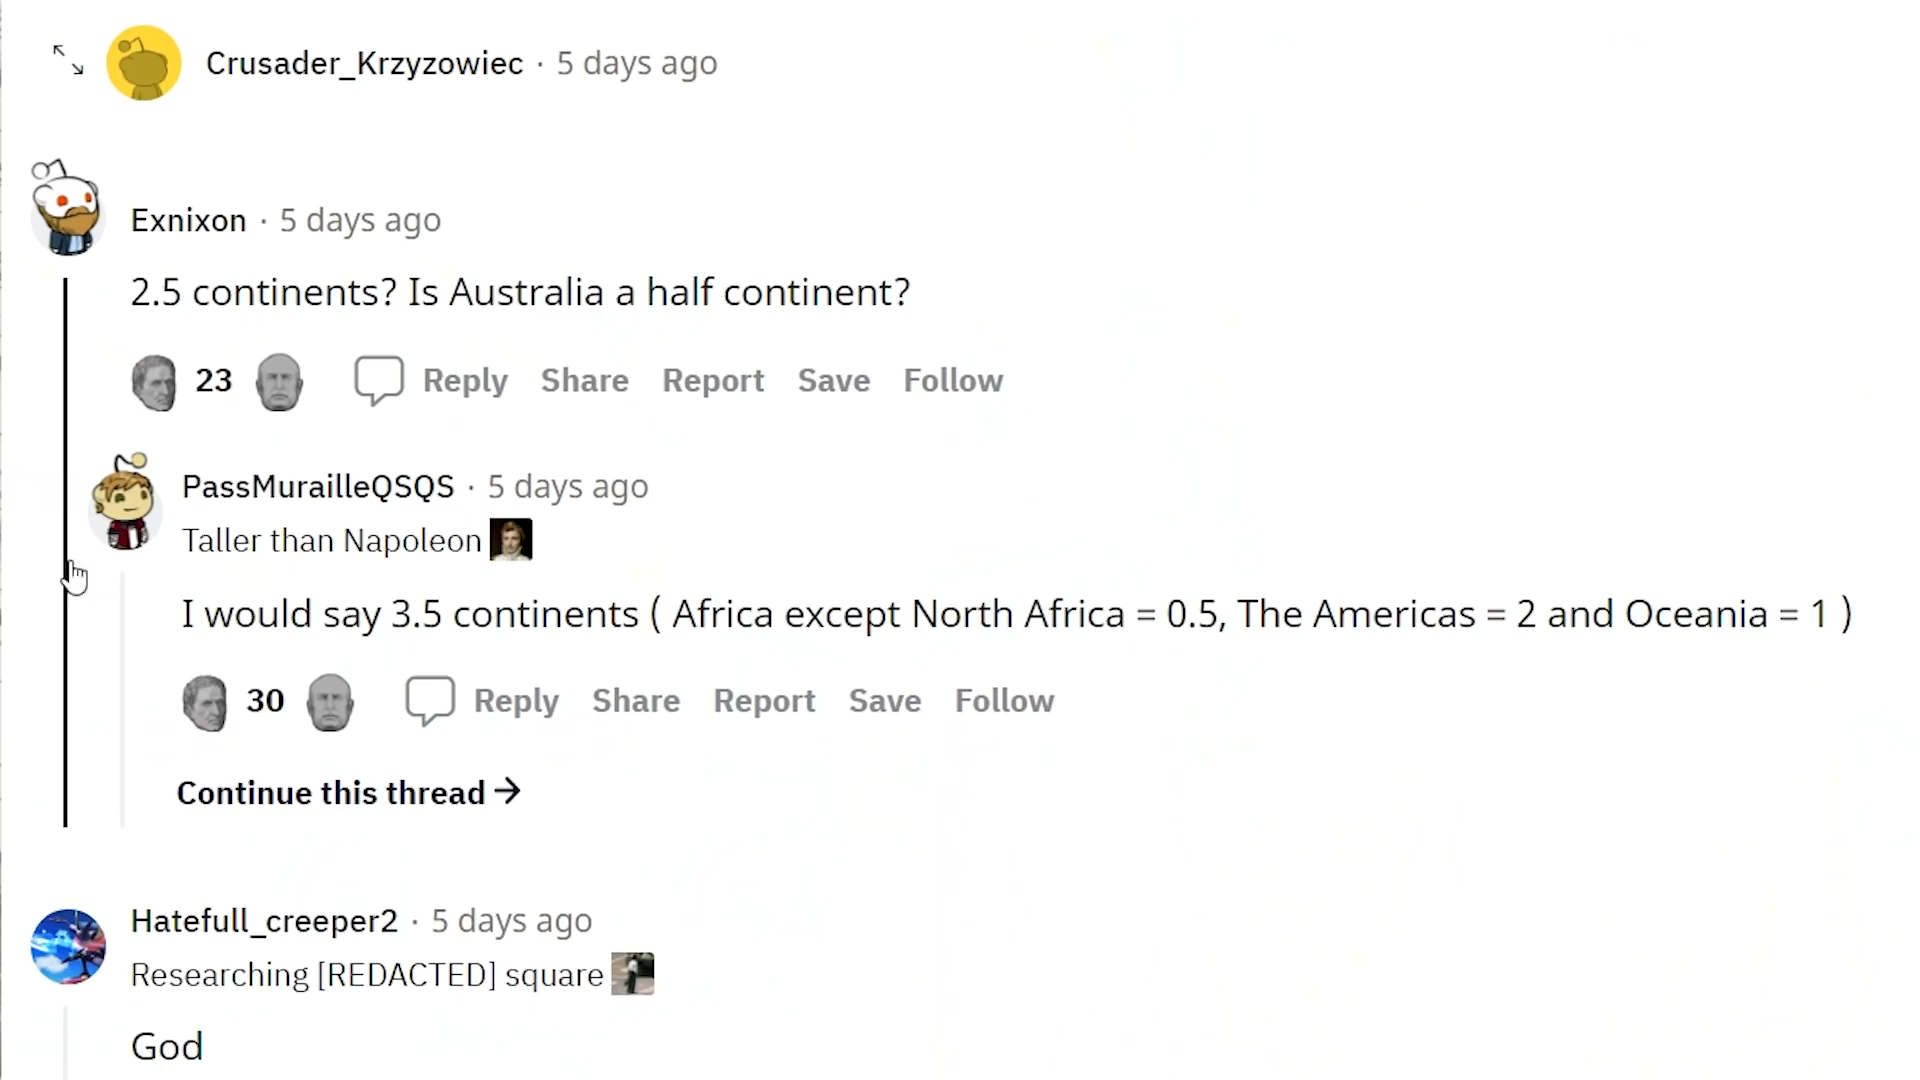 Crusader_Krzyzowiec · 5 days ago
Exnixon · 5 days ago
2.5 continents? Is Australia a half continent?
23 Reply Share Report Save Follow
PassMurailleQSQS · 5 days ago
Taller than Napoleon
I would say 3.5 continents ( Africa except North Africa = 0.5, The Americas = 2 and Oceania = 1 )
30 Reply Share Report Save Follow
Continue this thread →
Hatefull_creeper2 · 5 days ago
Researching [REDACTED] square
God